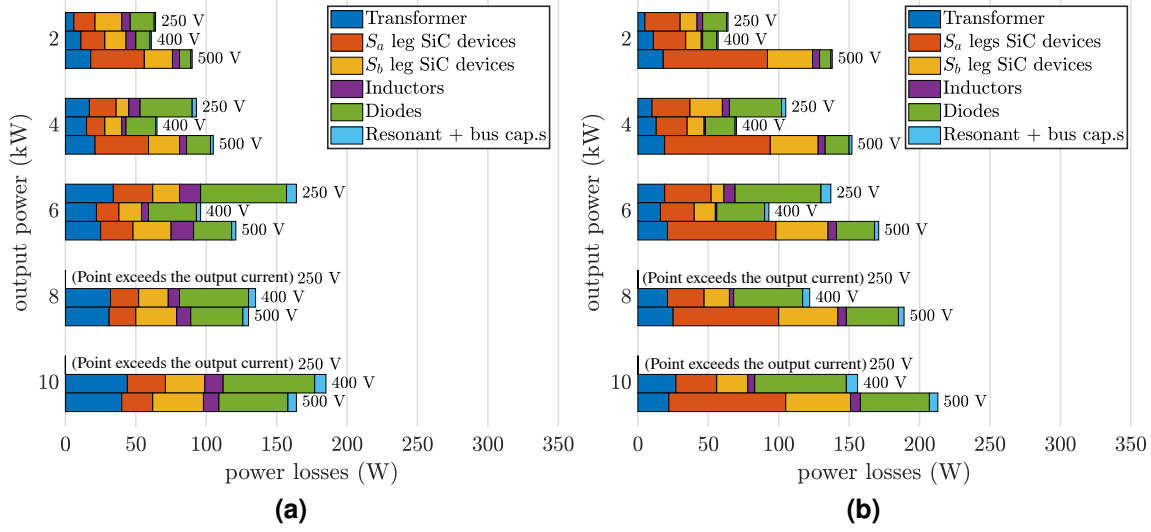 Transformer
S_a leg SiC devices
S_b leg SiC devices
Inductors
Diodes
Resonant + bus cap.s
output power (kW)
2
250 V
400 V
500 V
4
250 V
400 V
500 V
6
250 V
400 V
500 V
8
(Point exceeds the output current) 250 V
400 V
500 V
10
(Point exceeds the output current) 250 V
400 V
500 V
0 50 100 150 200 250 300 350
power losses (W)
(a)
Transformer
S_a legs SiC devices
S_b leg SiC devices
Inductors
Diodes
Resonant + bus cap.s
output power (kW)
2
250 V
400 V
500 V
4
250 V
400 V
500 V
6
250 V
400 V
500 V
8
(Point exceeds the output current) 250 V
400 V
500 V
10
(Point exceeds the output current) 250 V
400 V
500 V
0 50 100 150 200 250 300 350
power losses (W)
(b)